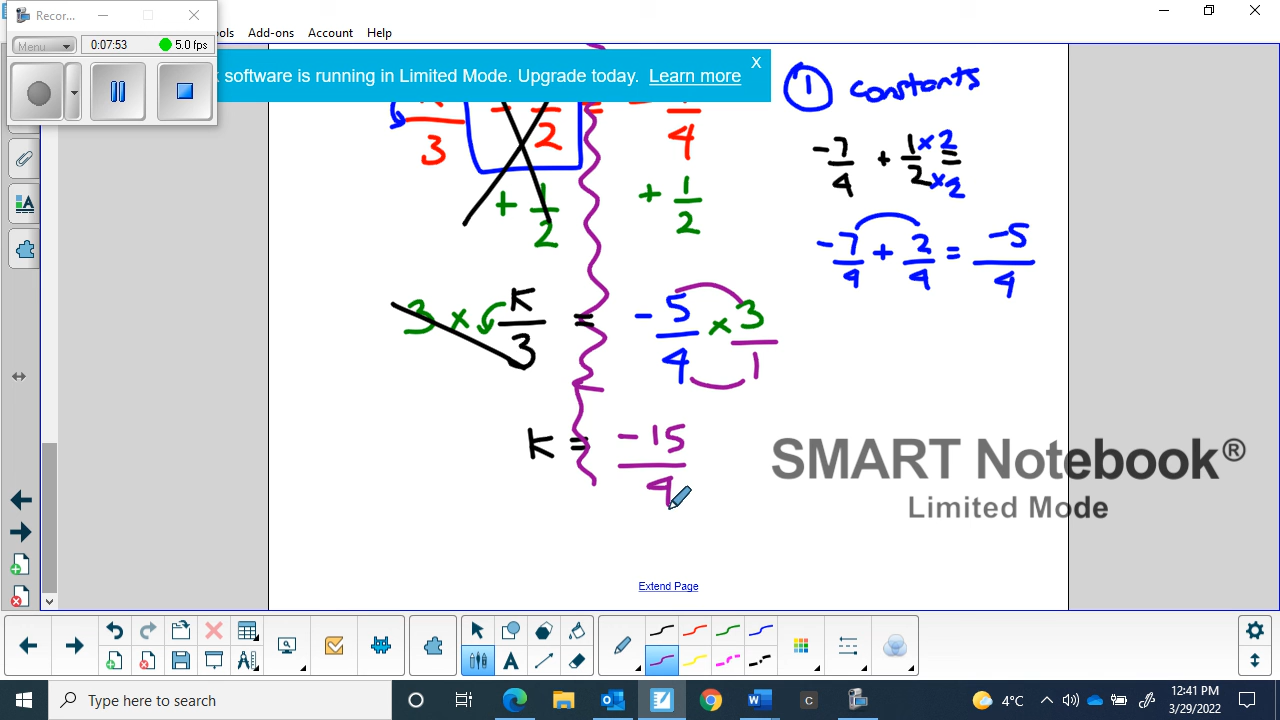 Recor...
Menu
0:07:53
5.0 fps
ols Add-ons Account Help
software is running in Limited Mode. Upgrade today. Learn more X
① constants
3 2 4
-7/4 + 1/2 ×2/×2 =
+ 1/2 + 1/2
-7/4 + 2/4 = -5/4
3 × K/3 = -5/4 × 3/1
K = -15/4
SMART Notebook®
Limited Mode
Extend Page
A
Type here to search
W
C
4°C
12:41 PM
3/29/2022